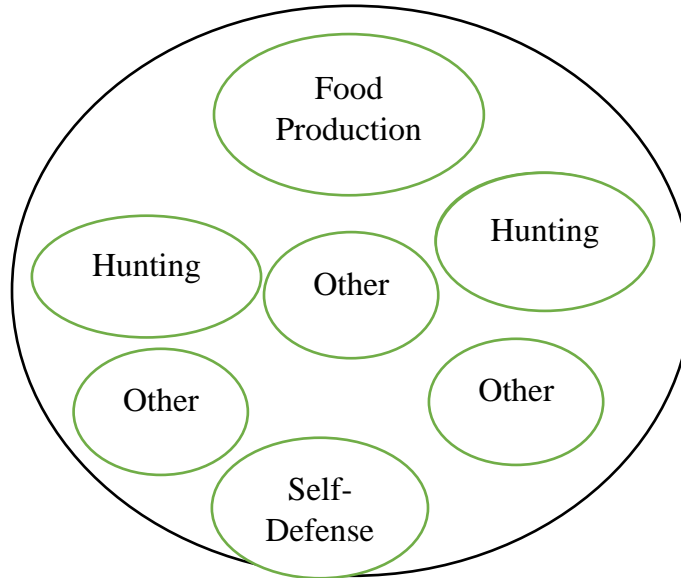 Food
Production
Hunting
Hunting
Other
Other
Other
Self-
Defense